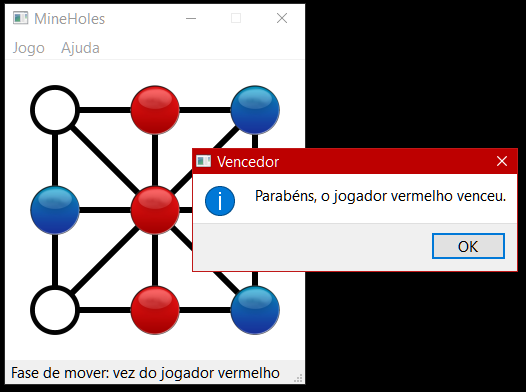 MineHoles
Jogo Ajuda
Vencedor
Parabéns, o jogador vermelho venceu.
OK
Fase de mover: vez do jogador vermelho